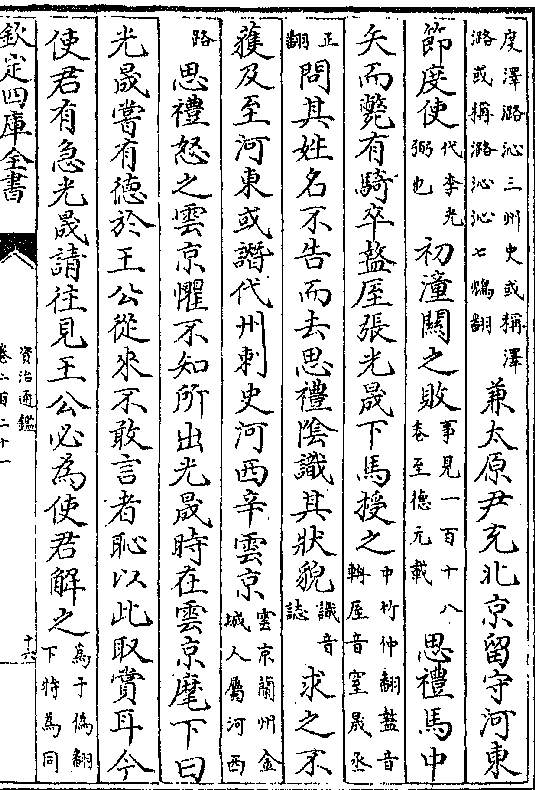 度澤潞沁三州史或稱澤潞或稱潞沁沁七鴆翻兼太原尹充北京留守河東
節度使代李光弼也初潼關之敗事見一百十八卷至德元載思禮馬中
矢而斃有騎卒盩厔張光晟下馬授之中竹仲翻盩音輈厔音窒晟丞
正翻問其姓名不告而去思禮陰識其狀貌識音誌求之不
獲及至河東或譖代州刺史河西辛雲京雲京蘭州金城人屬河西
路思禮怒之雲京懼不知所出光晟時在雲京麾下曰
光晟嘗有德於王公從來不敢言者恥以此取賞耳今
使君有急光晟請往見王公必為使君解之為于偽翻下特為同
欽定四庫全書
資治通鑑
卷二百二十一
十六